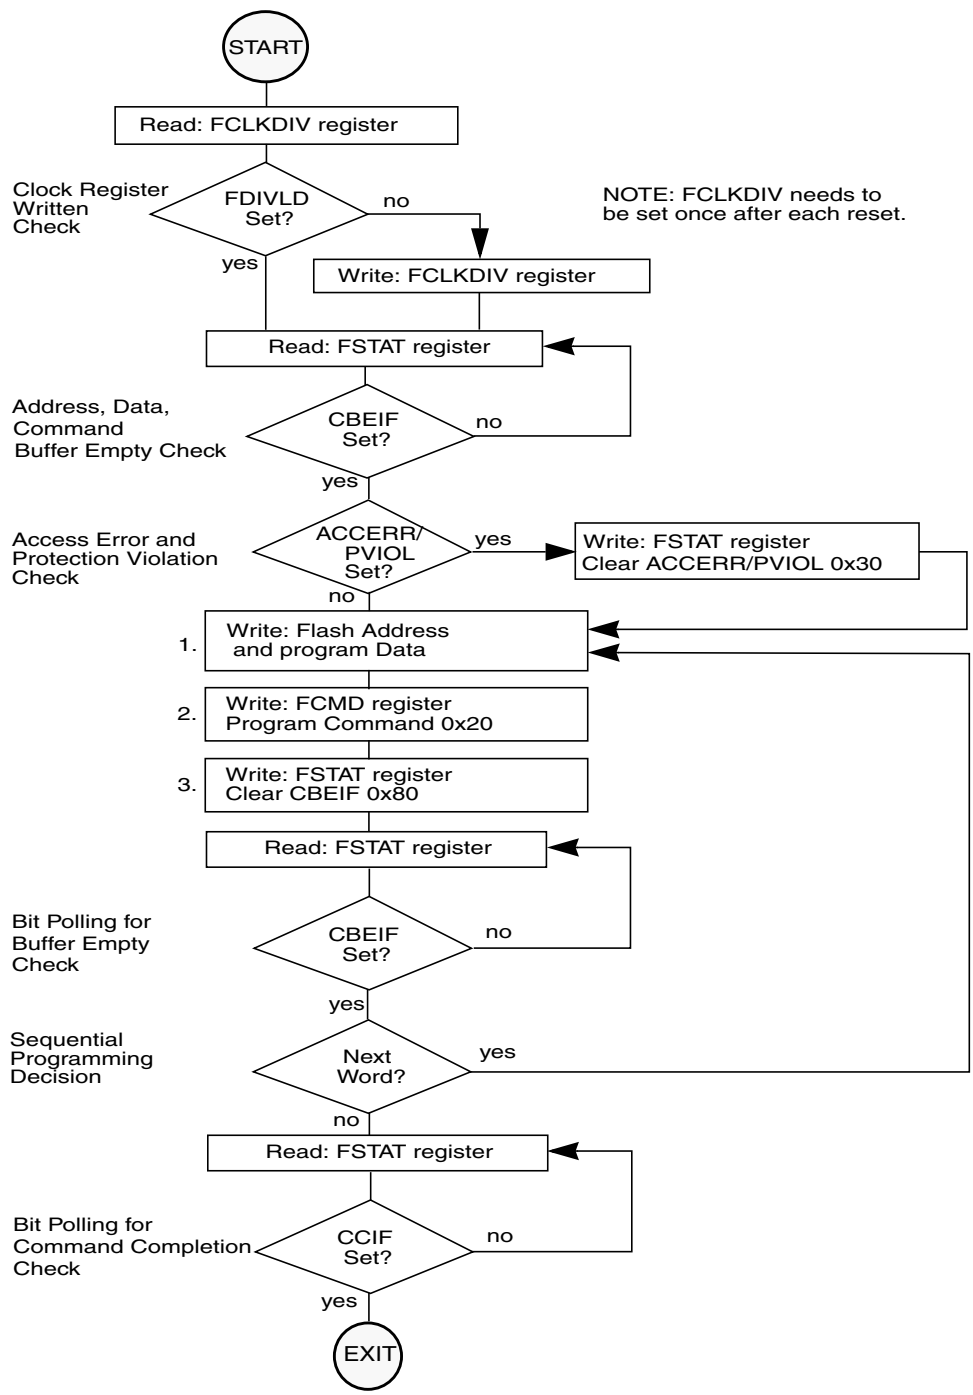 START
Read: FCLKDIV register
Clock Register
Written
Check
FDIVLD
Set?
no
yes
NOTE: FCLKDIV needs to
be set once after each reset.
Write: FCLKDIV register
Read: FSTAT register
Address, Data,
Command
Buffer Empty Check
CBEIF
Set?
no
yes
Access Error and
Protection Violation
Check
ACCERR/
PVIOL
Set?
yes
no
Write: FSTAT register
Clear ACCERR/PVIOL 0x30
1.
Write: Flash Address
and program Data
2.
Write: FCMD register
Program Command 0x20
3.
Write: FSTAT register
Clear CBEIF 0x80
Read: FSTAT register
Bit Polling for
Buffer Empty
Check
CBEIF
Set?
no
yes
Sequential
Programming
Decision
Next
Word?
yes
no
Read: FSTAT register
Bit Polling for
Command Completion
Check
CCIF
Set?
no
yes
EXIT